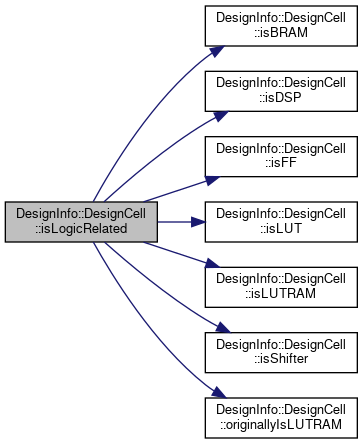 DesignInfo::DesignCell
::isLogicRelated
DesignInfo::DesignCell
::isBRAM
DesignInfo::DesignCell
::isDSP
DesignInfo::DesignCell
::isFF
DesignInfo::DesignCell
::isLUT
DesignInfo::DesignCell
::isLUTRAM
DesignInfo::DesignCell
::isShifter
DesignInfo::DesignCell
::originallyIsLUTRAM